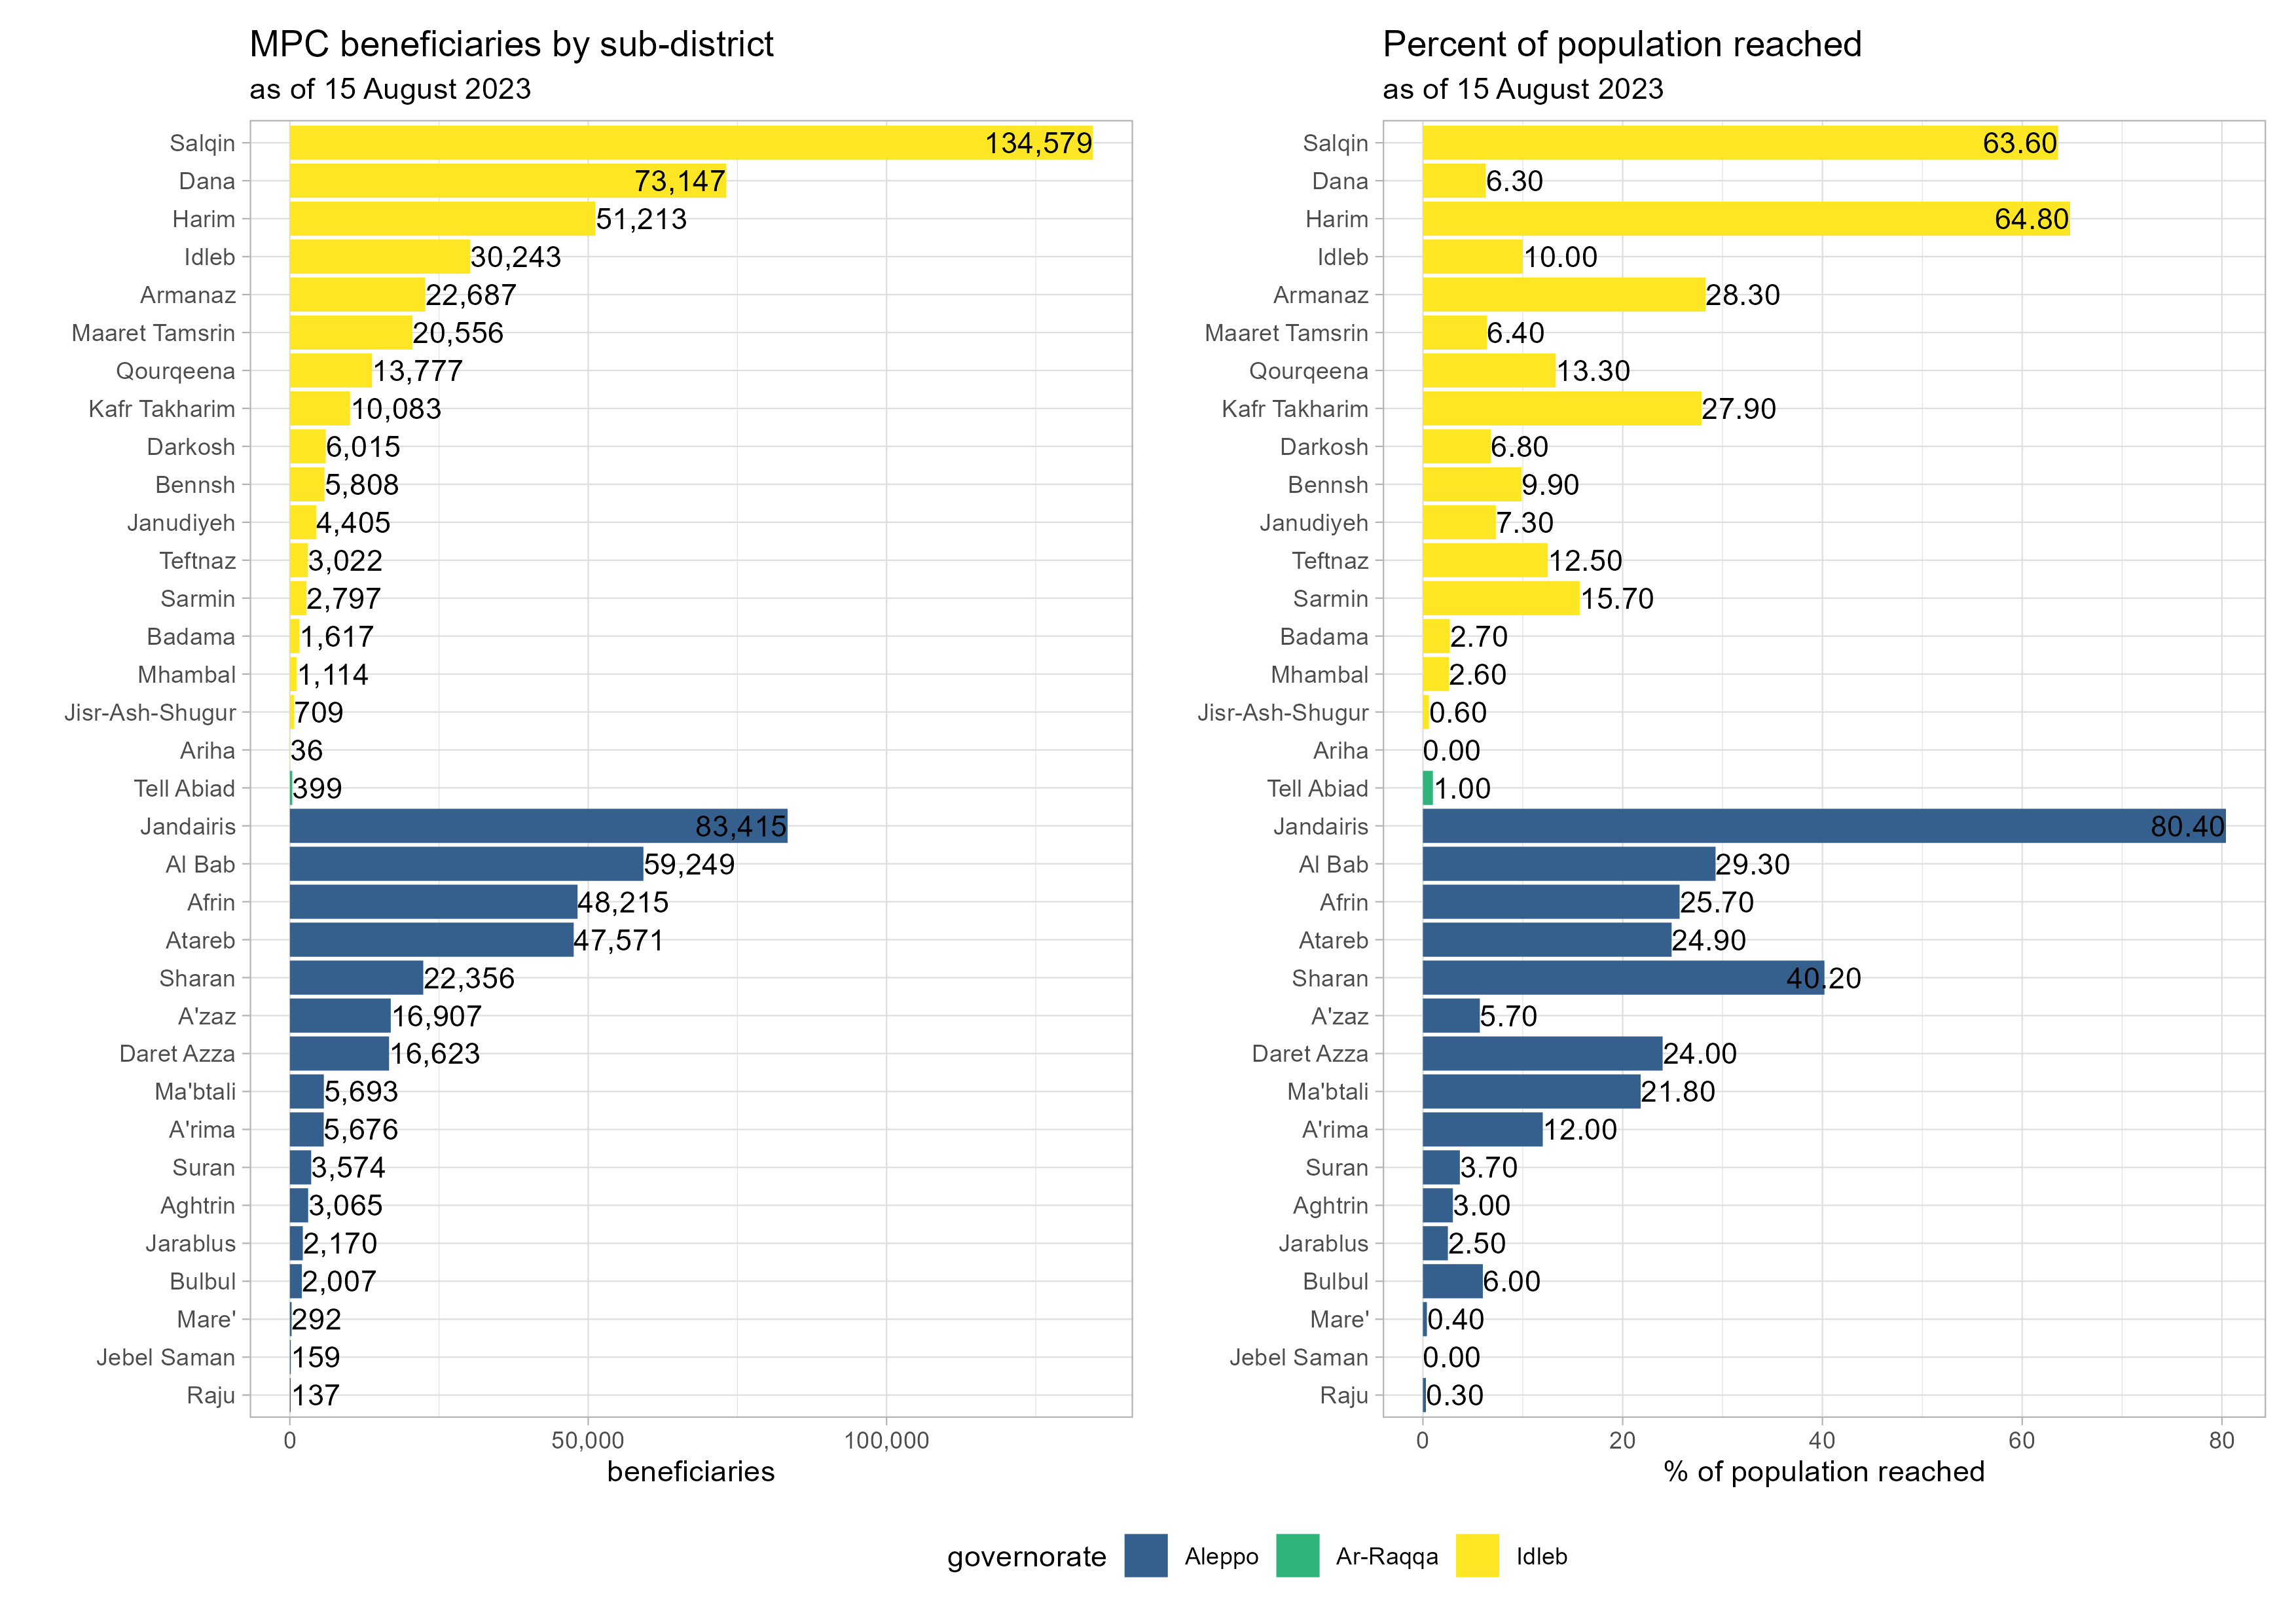 MPC beneficiaries by sub-district
as of 15 August 2023
Salqin 134,579
Dana 73,147
Harim 51,213
Idleb 30,243
Armanaz 22,687
Maaret Tamsrin 20,556
Qourqeena 13,777
Kafr Takharim 10,083
Darkosh 6,015
Bennsh 5,808
Janudiyeh 4,405
Teftnaz 3,022
Sarmin 2,797
Badama 1,617
Mhambal 1,114
Jisr-Ash-Shugur 709
Ariha 36
Tell Abiad 399
Jandairis 83,415
Al Bab 59,249
Afrin 48,215
Atareb 47,571
Sharan 22,356
A'zaz 16,907
Daret Azza 16,623
Ma'btali 5,693
A'rima 5,676
Suran 3,574
Aghtrin 3,065
Jarablus 2,170
Bulbul 2,007
Mare' 292
Jebel Saman 159
Raju 137
0 50,000 100,000
beneficiaries
Percent of population reached
as of 15 August 2023
Salqin 63.60
Dana 6.30
Harim 64.80
Idleb 10.00
Armanaz 28.30
Maaret Tamsrin 6.40
Qourqeena 13.30
Kafr Takharim 27.90
Darkosh 6.80
Bennsh 9.90
Janudiyeh 7.30
Teftnaz 12.50
Sarmin 15.70
Badama 2.70
Mhambal 2.60
Jisr-Ash-Shugur 0.60
Ariha 0.00
Tell Abiad 1.00
Jandairis 80.40
Al Bab 29.30
Afrin 25.70
Atareb 24.90
Sharan 40.20
A'zaz 5.70
Daret Azza 24.00
Ma'btali 21.80
A'rima 12.00
Suran 3.70
Aghtrin 3.00
Jarablus 2.50
Bulbul 6.00
Mare' 0.40
Jebel Saman 0.00
Raju 0.30
0 20 40 60 80
% of population reached
governorate Aleppo Ar-Raqqa Idleb